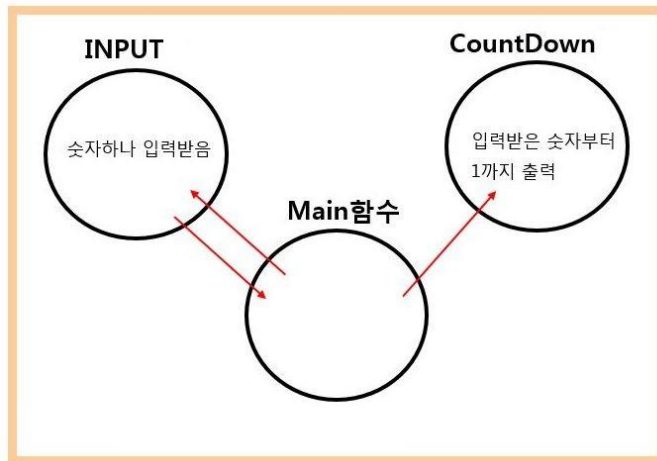 INPUT
숫자하나 입력받음
CountDown
입력받은 숫자부터
1까지 출력
Main함수